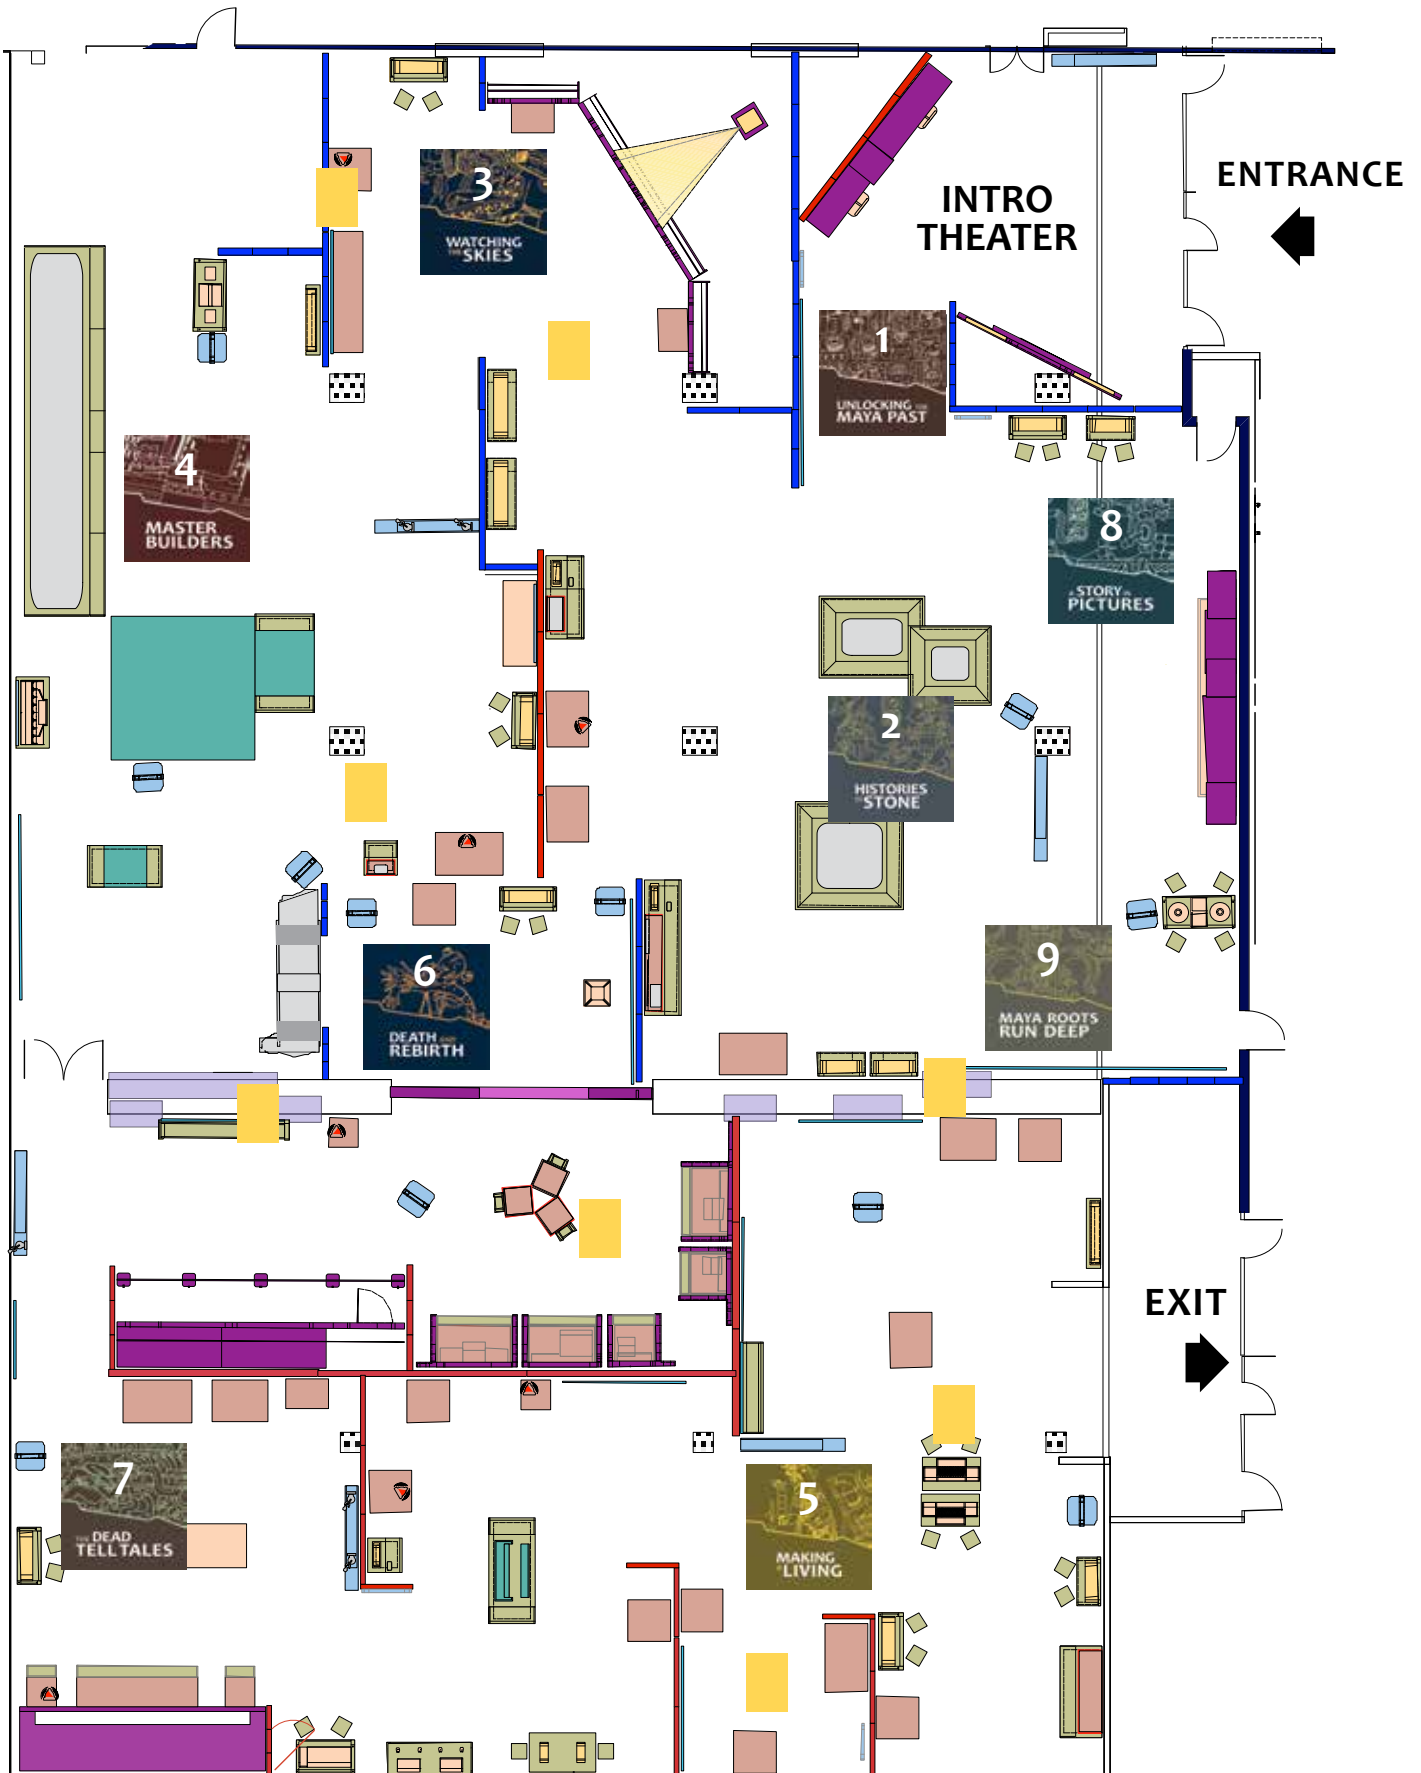 ENTRANCE
INTRO
THEATER
3
WATCHING
THE SKIES
1
UNLOCKING THE
MAYA PAST
4
MASTER
BUILDERS
8
A STORY IN
PICTURES
2
HISTORIES
IN STONE
6
DEATH AND
REBIRTH
9
MAYA ROOTS
RUN DEEP
EXIT
7
THE DEAD
TELL TALES
5
MAKING
A LIVING